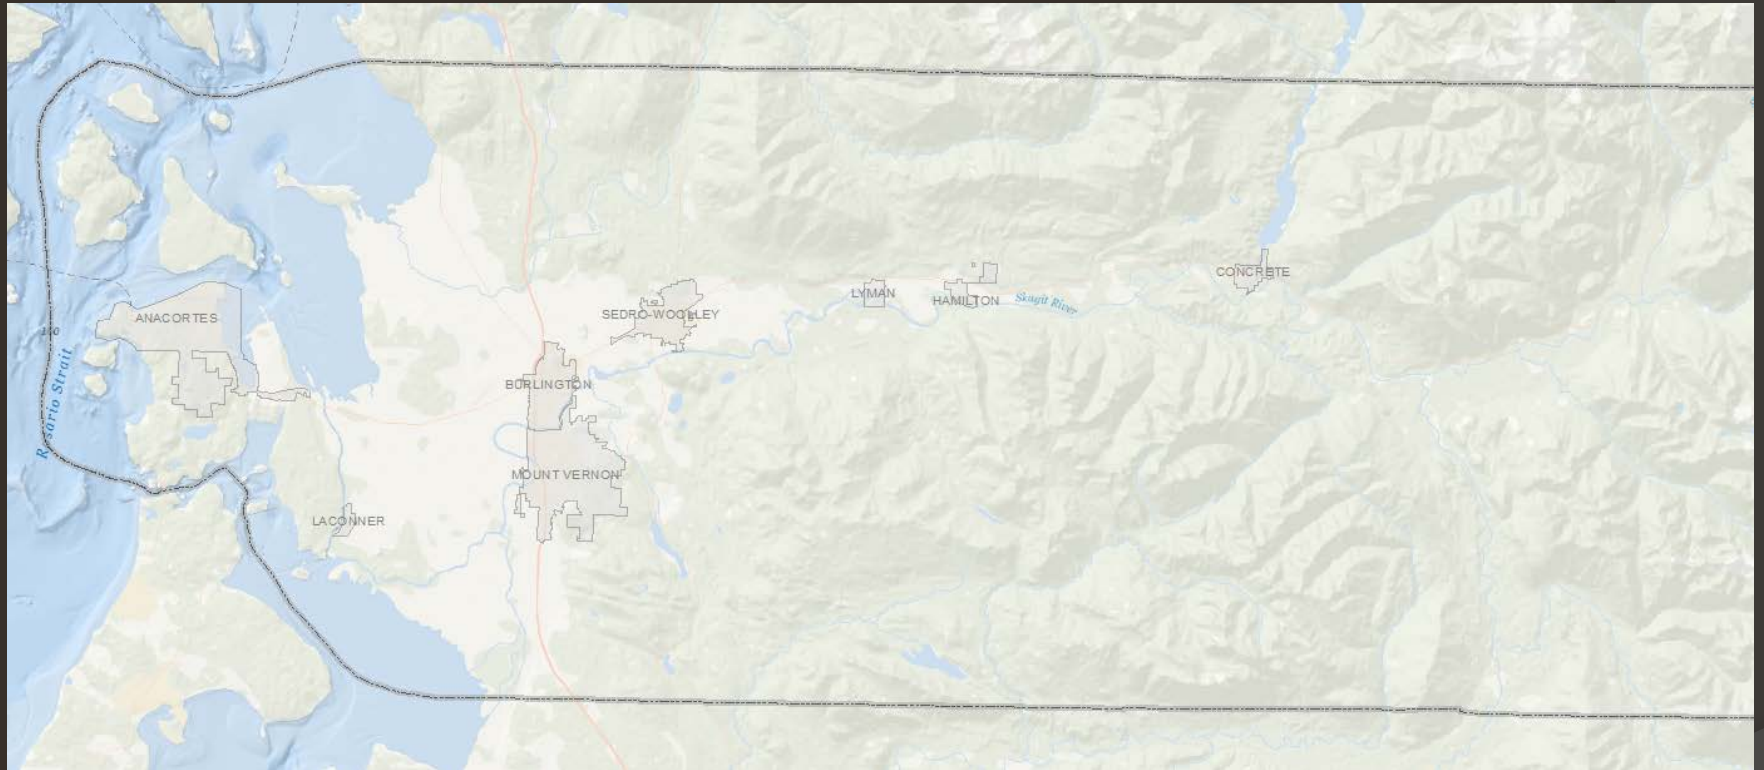 CONCRETE
LYMAN
HAMILTON
Skagit River
SEDRO-WOOLLEY
ANACORTES
Rosario Strait
BURLINGTON
MOUNT VERNON
LACONNER